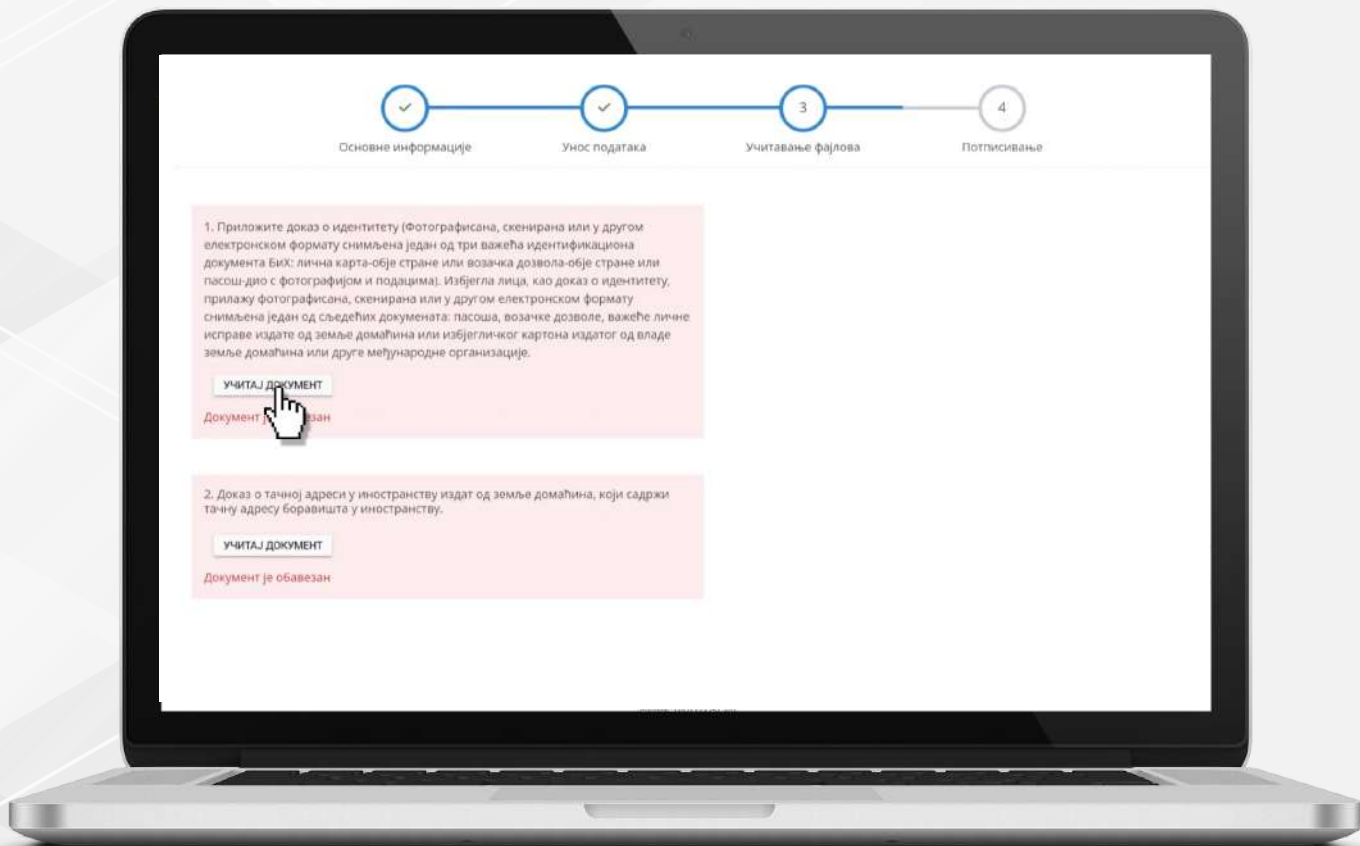 3
4
Основне информације
Унос података
Учитавање фајлова
Потписивање
1. Приложите доказ о идентитету (Фотографисана, скенирана или у другом
електронском формату снимљена један од три важећа идентификациона
документа БиХ: лична карта-обје стране или возачка дозвола-обје стране или
пасош-дио с фотографијом и подацима). Избјегла лица, као доказ о идентитету,
прилажу фотографисана, скенирана или у другом електронском формату
снимљена један од сљедећих докумената: пасоша, возачке дозволе, важеће личне
исправе издате од земље домаћина или избјегличког картона издатог од владе
земље домаћина или друге међународне организације.
УЧИТАЈ ДОКУМЕНТ
Документ
2. Доказ о тачној адреси у иностранству издат од земље домаћина, који садржи
тачну адресу боравишта у иностранству.
УЧИТАЈ ДОКУМЕНТ
Документ је обавезан